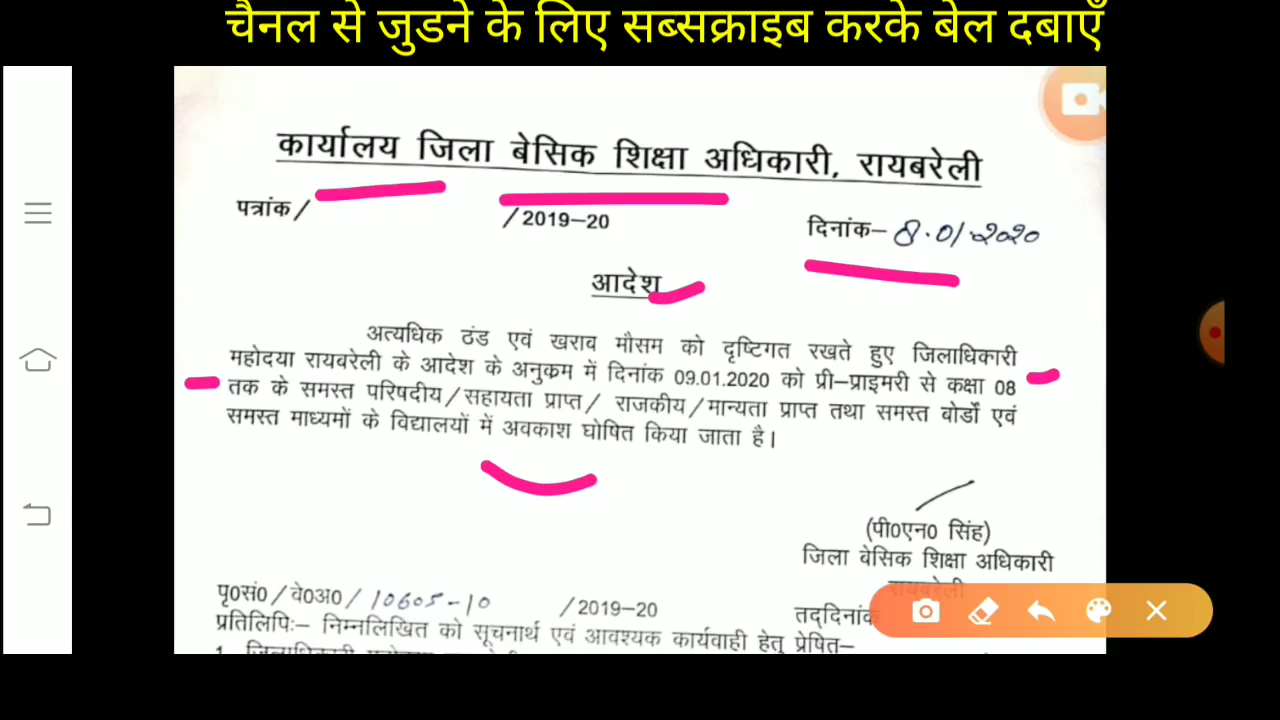 चैनल से जुडने के लिए सब्सक्राइब करके बेल दबाएँ
कार्यालय जिला बेसिक शिक्षा अधिकारी, रायबरेली
पत्रांक/ /2019-20 दिनांक- 8.01.2020
आदेश
अत्यधिक ठंड एवं खराब मौसम को दृष्टिगत रखते हुए जिलाधिकारी
महोदया रायबरेली के आदेश के अनुक्रम में दिनांक 09.01.2020 को प्री-प्राइमरी से कक्षा 08
तक के समस्त परिषदीय/सहायता प्राप्त/ राजकीय/मान्यता प्राप्त तथा समस्त बोर्डों एवं
समस्त माध्यमों के विद्यालयों में अवकाश घोषित किया जाता है।
(पी0एन0 सिंह)
जिला बेसिक शिक्षा अधिकारी
रायबरेली
पृ0सं0/वे0अ0/10605-10 /2019-20 तद्दिनांक
प्रतिलिपिः- निम्नलिखित को सूचनार्थ एवं आवश्यक कार्यवाही हेतु प्रेषित-